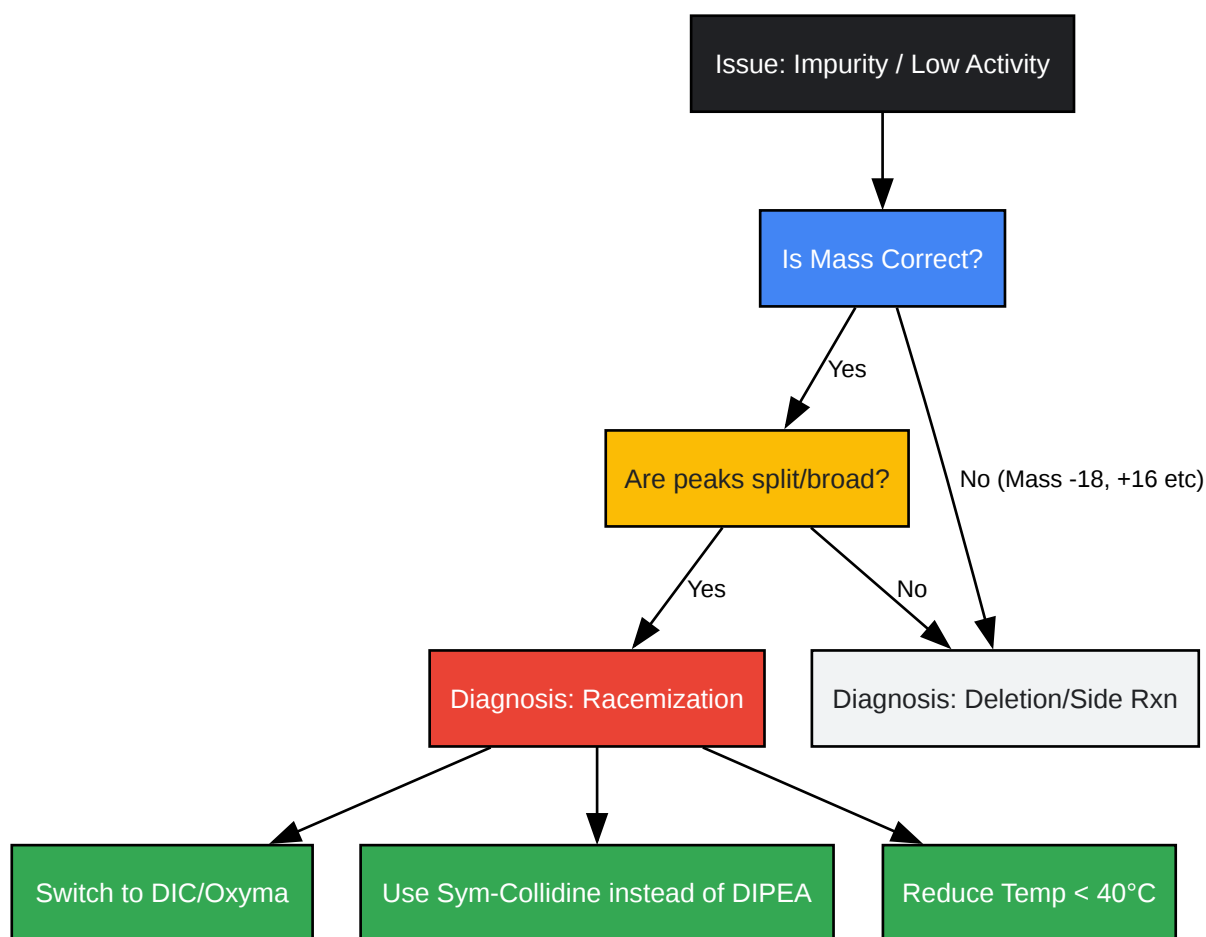 Issue: Impurity / Low Activity
Is Mass Correct?
Yes
Are peaks split/broad?
No (Mass -18, +16 etc)
Yes
No
Diagnosis: Racemization
Diagnosis: Deletion/Side Rxn
Switch to DIC/Oxyma
Use Sym-Collidine instead of DIPEA
Reduce Temp < 40°C